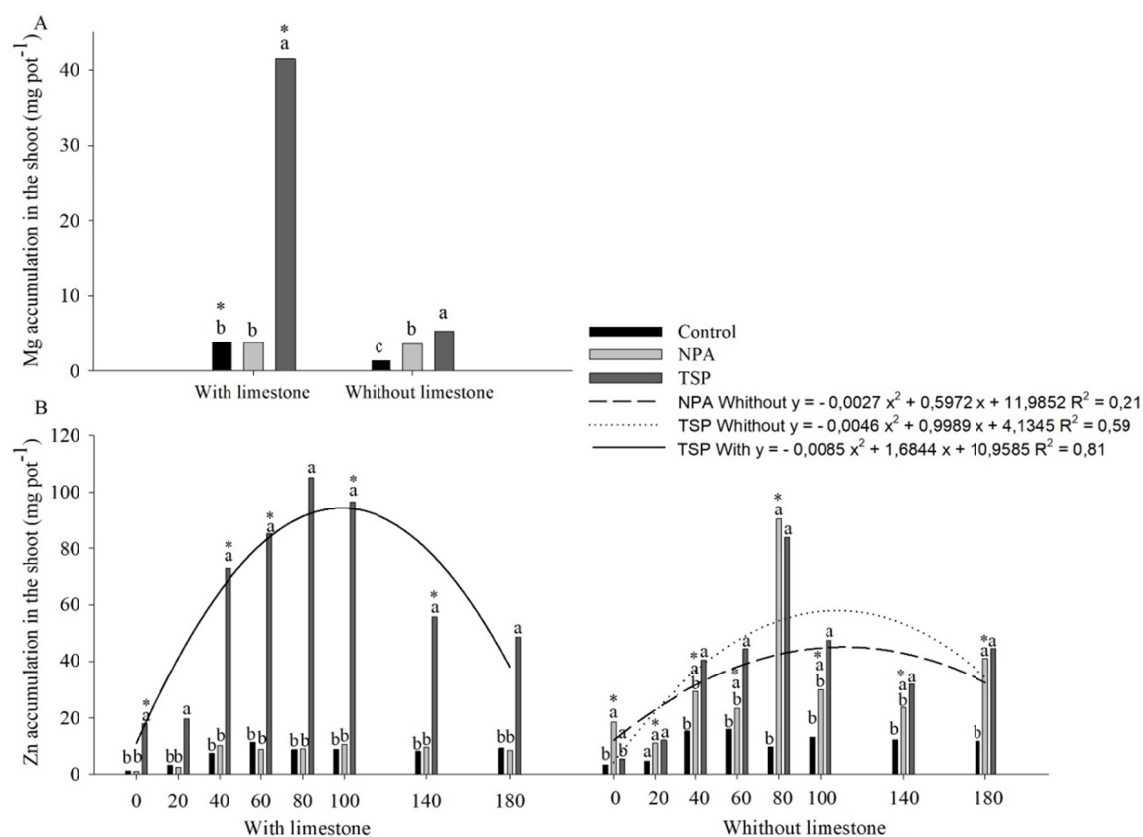 A
Mg accumulation in the shoot (mg pot-1)
40
30
20
10
0
*
b
b
*
a
c
b
a
With limestone
Whithout limestone
Control
NPA
TSP
NPA Whithout y = - 0,0027 x2 + 0,5972 x + 11,9852 R2 = 0,21
TSP Whithout y = - 0,0046 x2 + 0,9989 x + 4,1345 R2 = 0,59
TSP With y = - 0,0085 x2 + 1,6844 x + 10,9585 R2 = 0,81
B
Zn accumulation in the shoot (mg pot-1)
120
100
80
60
40
20
0
b b * a
b b a
b b * a
b b * a
b b a
b b * a
b b * a
b b a
0 20 40 60 80 100 140 180
With limestone
b * a a b
a * a a
b * a b a
b * a b a
b * a a
b * a b a
b * a b a
b * a a
0 20 40 60 80 100 140 180
Whithout limestone